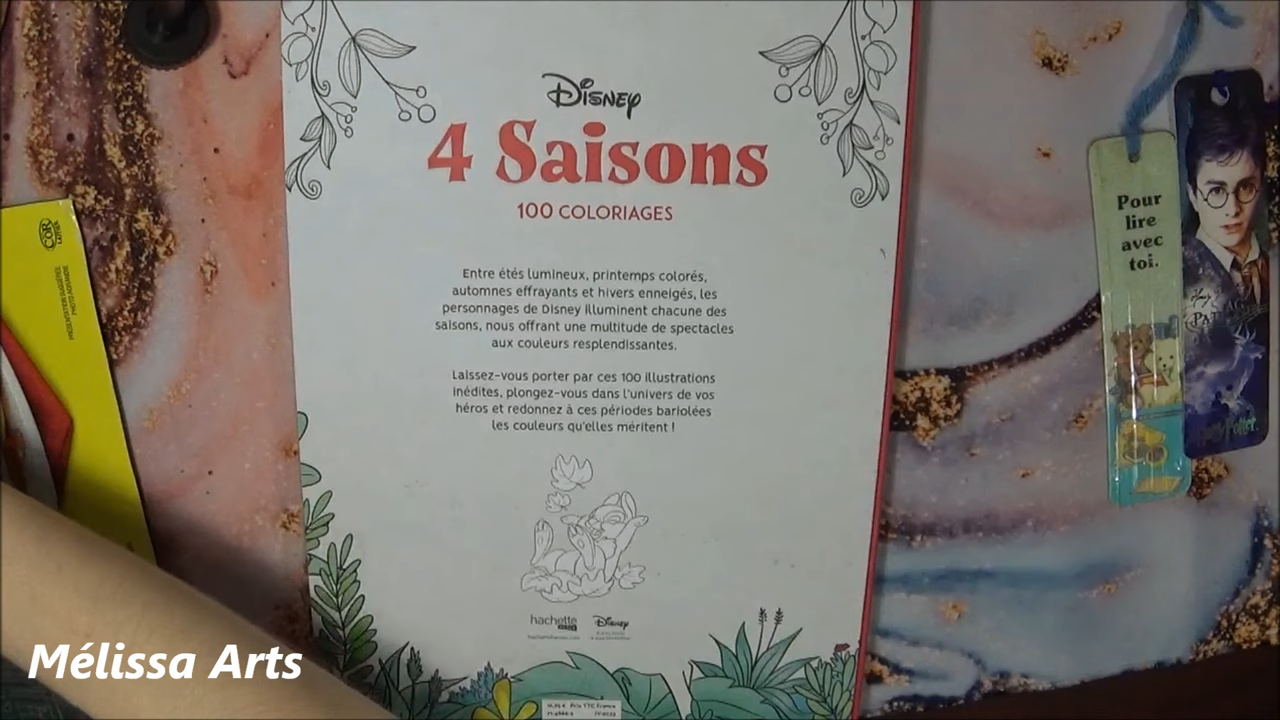 Disney
4 Saisons
100 COLORIAGES
Entre étés lumineux, printemps colorés,
automnes effrayants et hivers enneigés, les
personnages de Disney illuminent chacune des
saisons, nous offrant une multitude de spectacles
aux couleurs resplendissantes.
Laissez-vous porter par ces 100 illustrations
inédites, plongez-vous dans l'univers de vos
héros et redonnez à ces périodes bariolées
les couleurs qu'elles méritent !
hachette
Disney
Pour
lire
avec
toi.
Harry Potter
Mélissa Arts